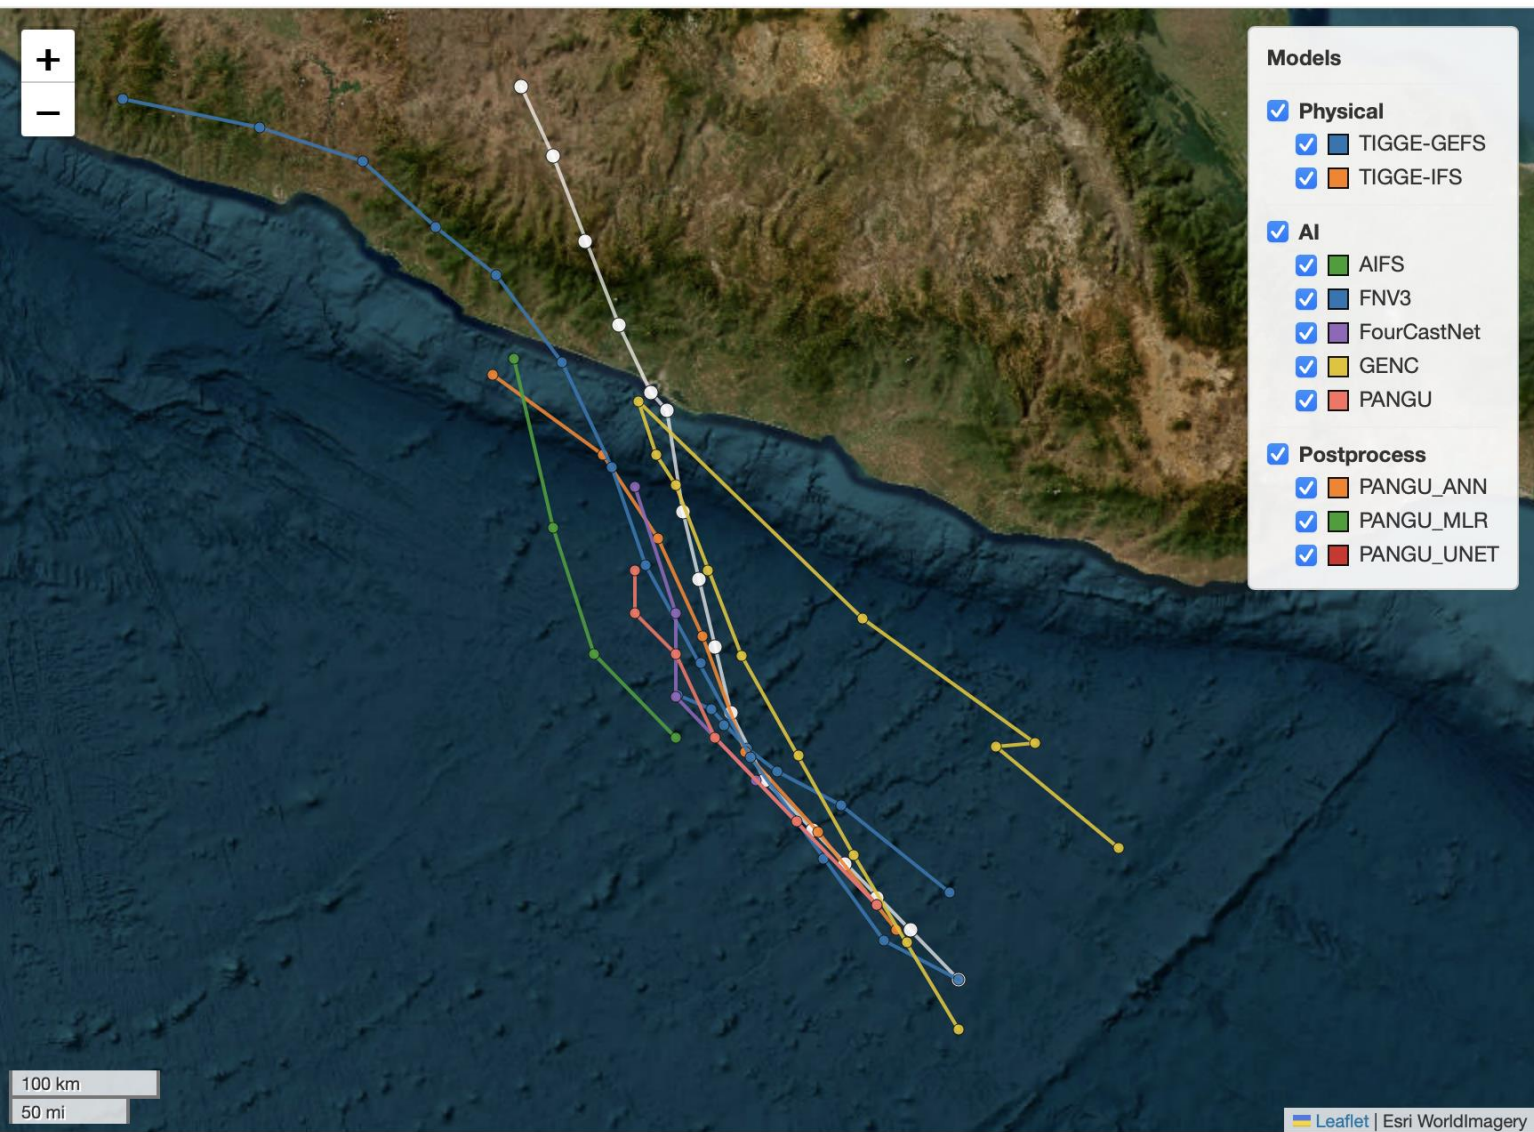 +
−
Models
Physical
TIGGE-GEFS
TIGGE-IFS
AI
AIFS
FNV3
FourCastNet
GENC
PANGU
Postprocess
PANGU_ANN
PANGU_MLR
PANGU_UNET
100 km
50 mi
Leaflet | Esri WorldImagery